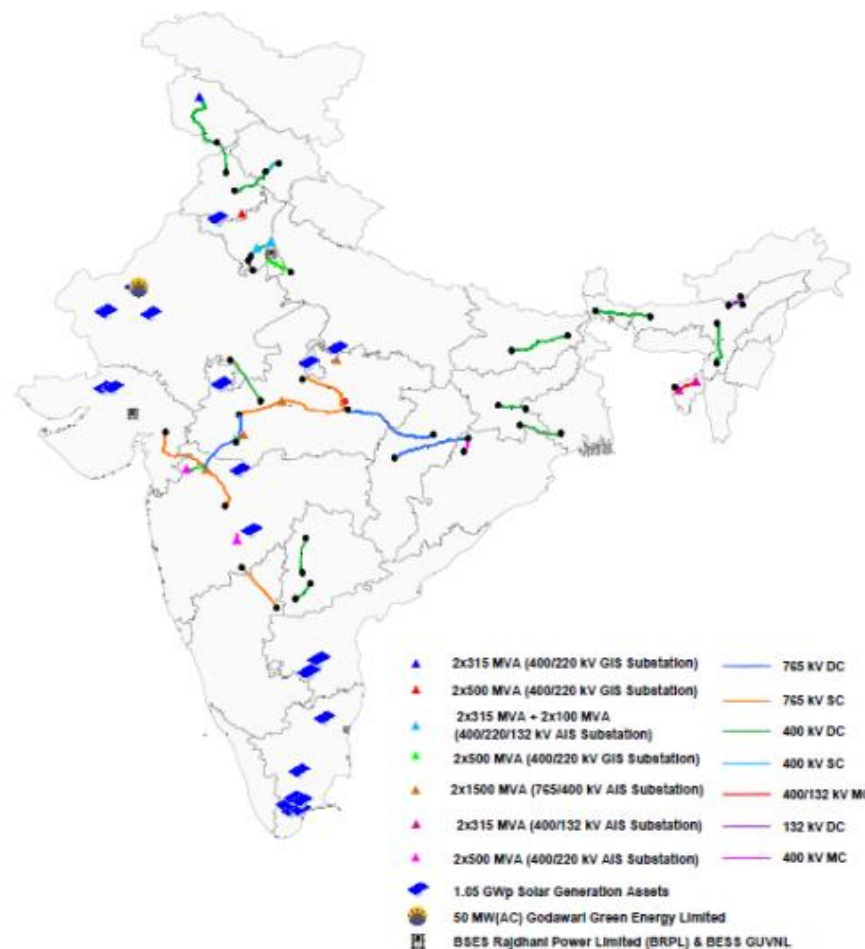 2x315 MVA (400/220 kV GIS Substation)
2x500 MVA (400/220 kV GIS Substation)
2x315 MVA + 2x100 MVA
(400/220/132 kV AIS Substation)
2x500 MVA (400/220 kV GIS Substation)
2x1500 MVA (765/400 kV AIS Substation)
2x315 MVA (400/132 kV AIS Substation)
2x500 MVA (400/220 kV AIS Substation)
1.05 GWp Solar Generation Assets
50 MW(AC) Godawari Green Energy Limited
BSES Rajdhani Power Limited (BRPL) & BESS GUVNL
765 kV DC
765 kV SC
400 kV DC
400 kV SC
400/132 kV MC
132 kV DC
400 kV MC